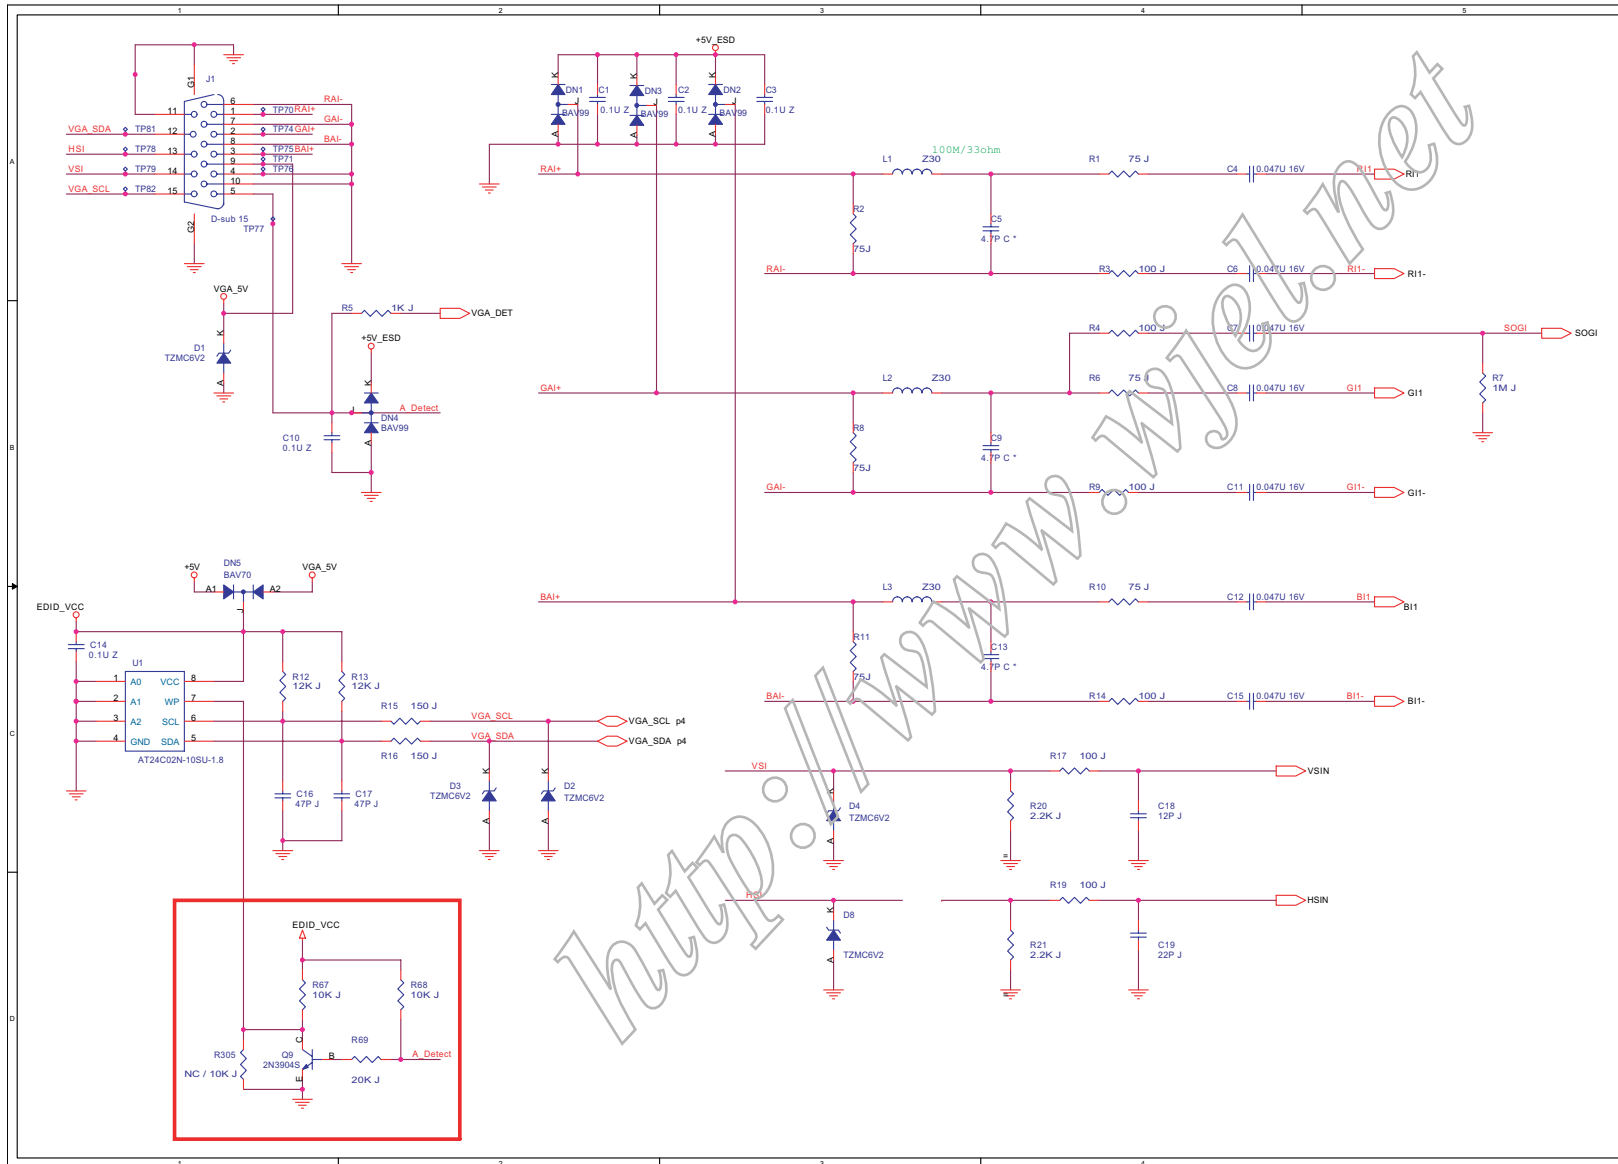 1 2 3 4 5
A
B
C
D
J1
G1
G2
D-sub 15
TP77
11
12
13
14
15
6
1
7
2
8
3
9
4
10
5
VGA_SDA TP81
HSI TP78
VSI TP79
VGA_SCL TP82
RAI-
TP70 RAI+
GAI-
TP74 GAI+
BAI-
TP75 BAI+
TP71
TP76
+5V_ESD
K DN1 BAV99 A
C1 0.1U Z
K DN3 BAV99 A
C2 0.1U Z
K DN2 BAV99 A
C3 0.1U Z
100M/33ohm
RAI+ L1 Z30 R1 75 J C4 0.047U 16V RI1 RI1
R2 75J
C5 4.7P C *
RAI- R3 100 J C6 0.047U 16V RI1- RI1-
VGA_5V
K D1 TZMC6V2 A
R5 1K J VGA_DET
+5V_ESD
K
A_Detect
DN4 BAV99
A
C10 0.1U Z
R4 100 J C7 0.047U 16V SOGI SOGI
GAI+ L2 Z30 R6 75 J C8 0.047U 16V GI1 GI1
R7 1M J
R8 75J
C9 4.7P C *
GAI- R9 100 J C11 0.047U 16V GI1- GI1-
+5V DN5 BAV70 VGA_5V
A1 A2
J
EDID_VCC
C14 0.1U Z
U1
1 A0 VCC 8
2 A1 WP 7
3 A2 SCL 6
4 GND SDA 5
AT24C02N-10SU-1.8
R12 12K J
R13 12K J
R15 150 J VGA_SCL VGA_SCL p4
VGA_SDA VGA_SDA p4
R16 150 J
C16 47P J
C17 47P J
K D3 TZMC6V2 A
K D2 TZMC6V2 A
BAI+ L3 Z30 R10 75 J C12 0.047U 16V BI1 BI1
R11 75J
C13 4.7P C *
BAI- R14 100 J C15 0.047U 16V BI1- BI1-
VSI R17 100 J VSIN
K D4 TZMC6V2 A
R20 2.2K J
C18 12P J
HSI R19 100 J HSIN
K D8 TZMC6V2 A
R21 2.2K J
C19 22P J
EDID_VCC
R67 10K J
R68 10K J
R305 NC / 10K J
C
Q9 2N3904S
B
E
R69 20K J
A_Detect
http://www.wjel.net
1 2 3 4